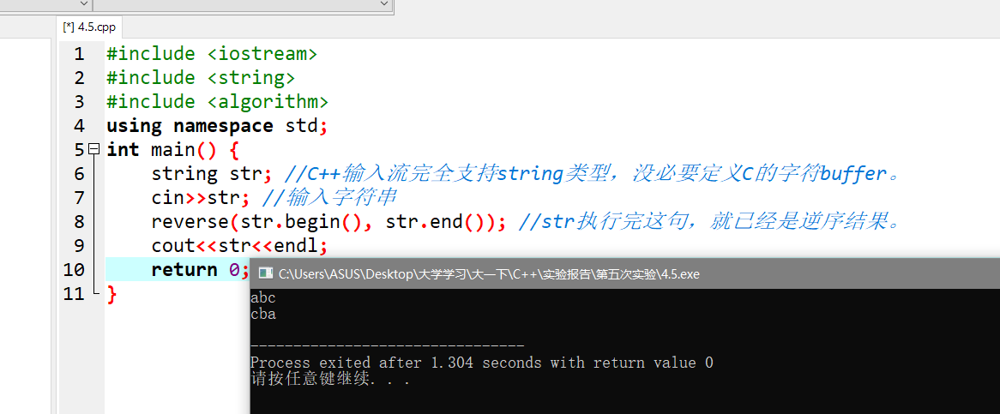 [*] 4.5.cpp
1 #include <iostream>
2 #include <string>
3 #include <algorithm>
4 using namespace std;
5 int main() {
6 string str; //C++输入流完全支持string类型，没必要定义C的字符buffer。
7 cin>>str; //输入字符串
8 reverse(str.begin(), str.end()); //str执行完这句，就已经是逆序结果。
9 cout<<str<<endl;
10 return 0;
11 }
C:\Users\ASUS\Desktop\大学学习\大一下\C++\实验报告\第五次实验\4.5.exe
abc
cba
--------------------------------
Process exited after 1.304 seconds with return value 0
请按任意键继续. . .